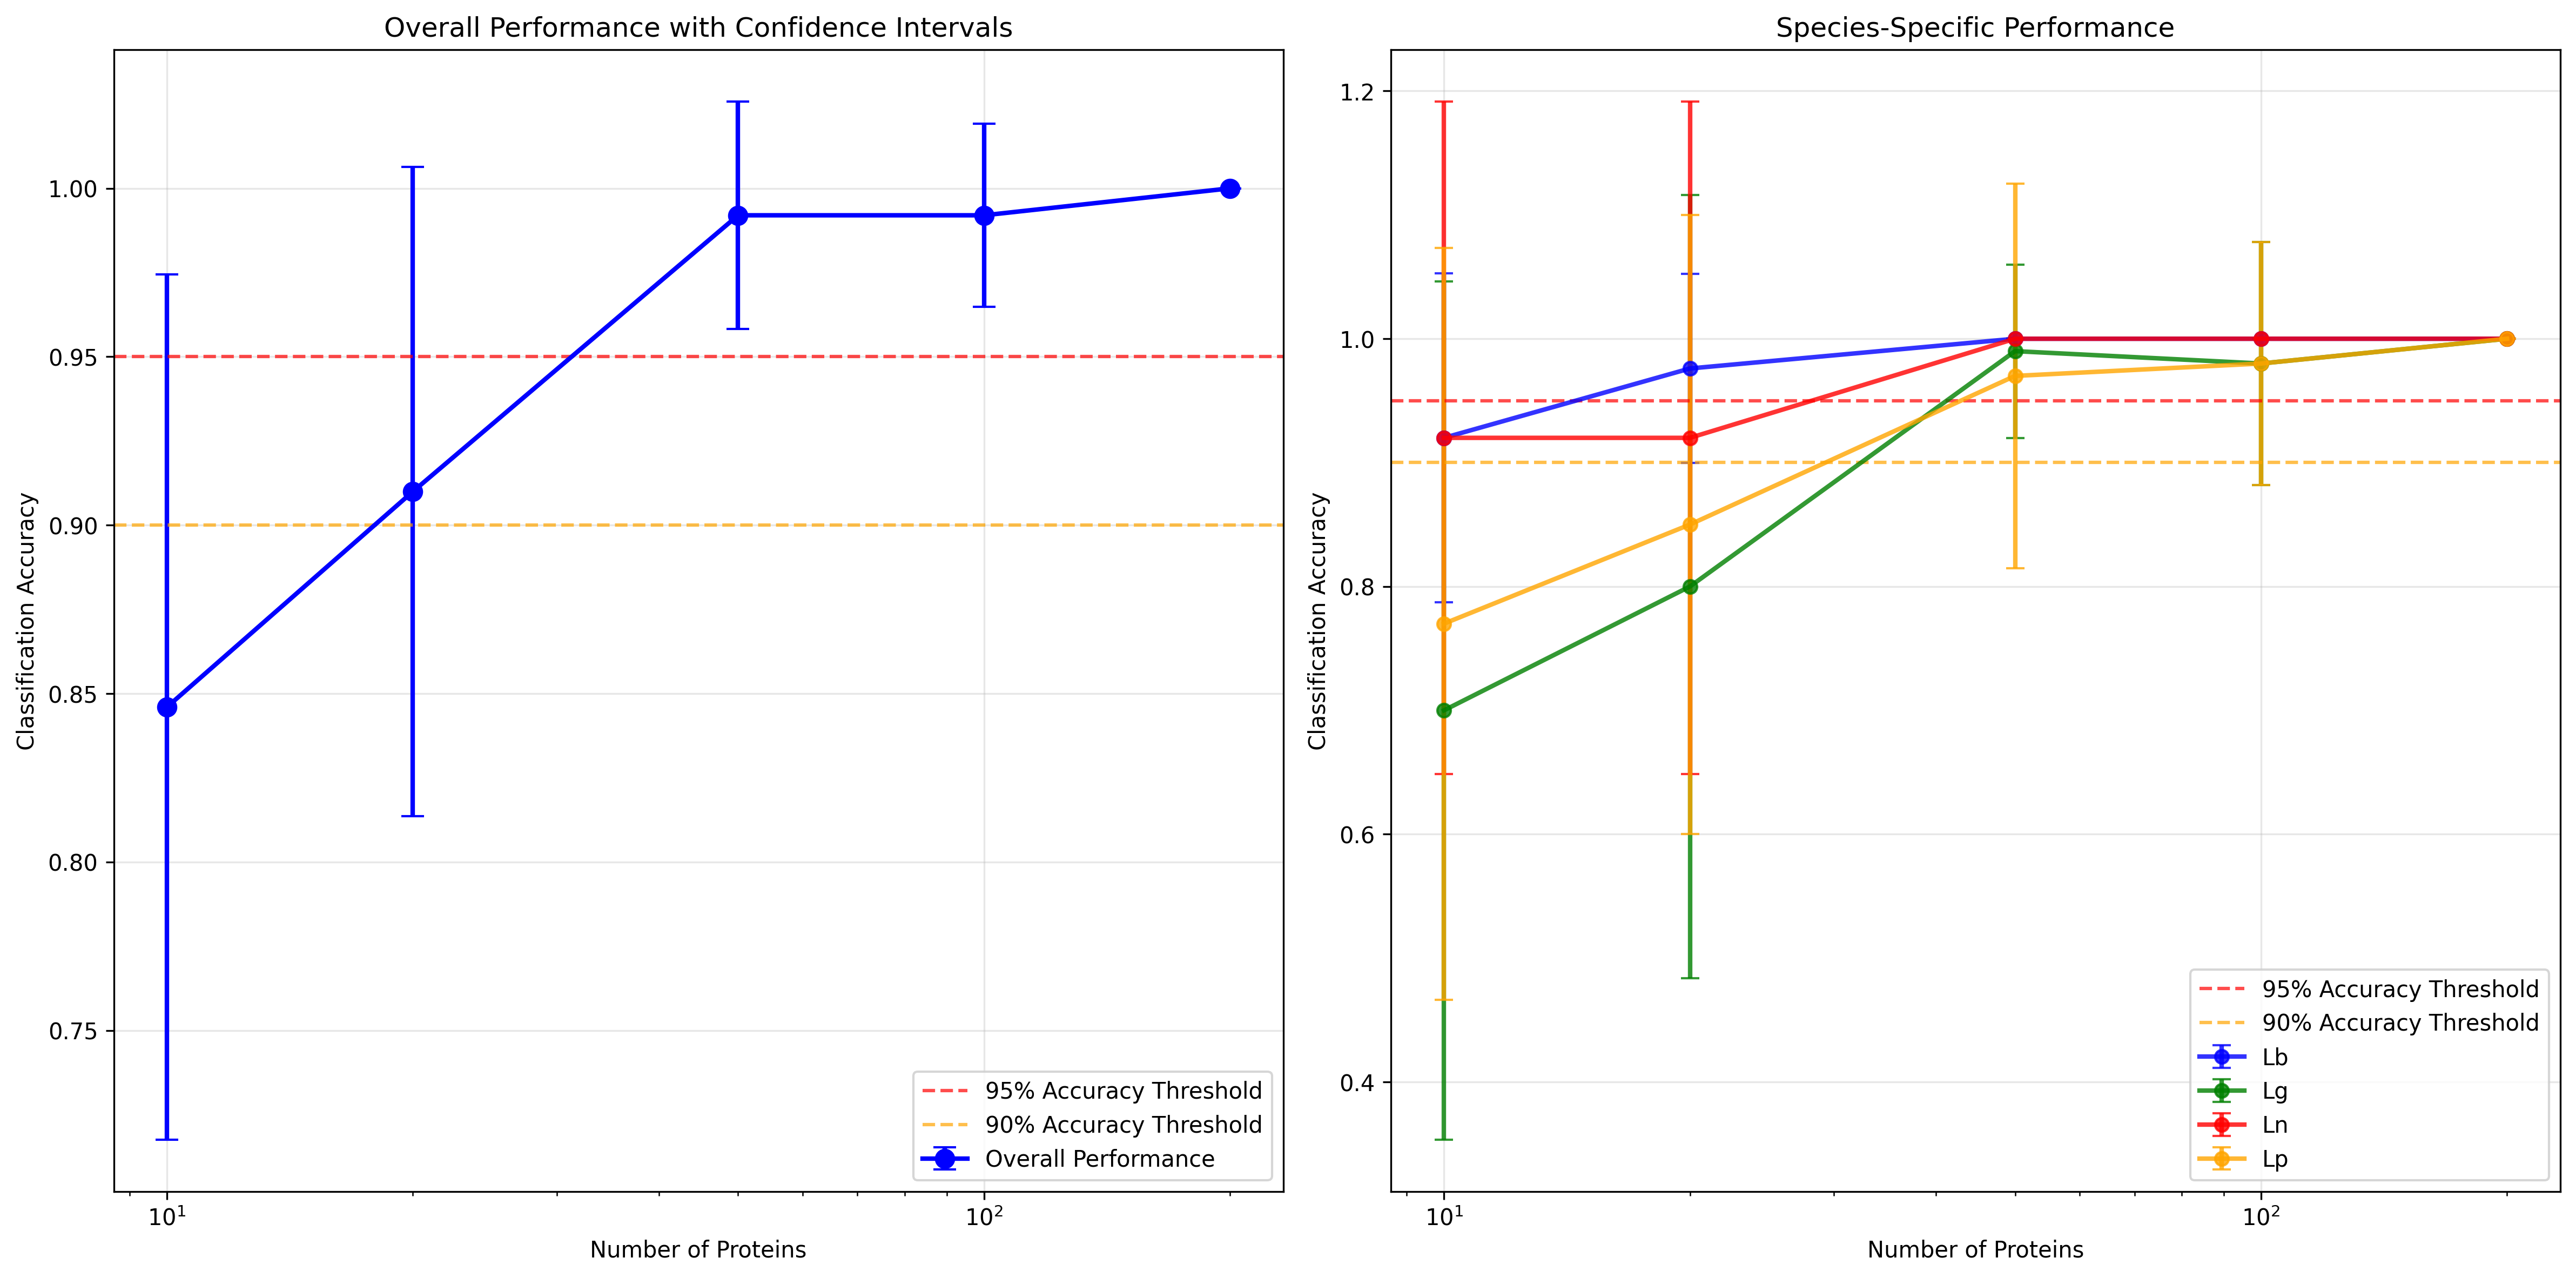 Overall Performance with Confidence Intervals
Classification Accuracy
1.00
0.95
0.90
0.85
0.80
0.75
95% Accuracy Threshold
90% Accuracy Threshold
Overall Performance
10¹
10²
Number of Proteins
Species-Specific Performance
Classification Accuracy
1.2
1.0
0.8
0.6
0.4
95% Accuracy Threshold
90% Accuracy Threshold
Lb
Lg
Ln
Lp
10¹
10²
Number of Proteins